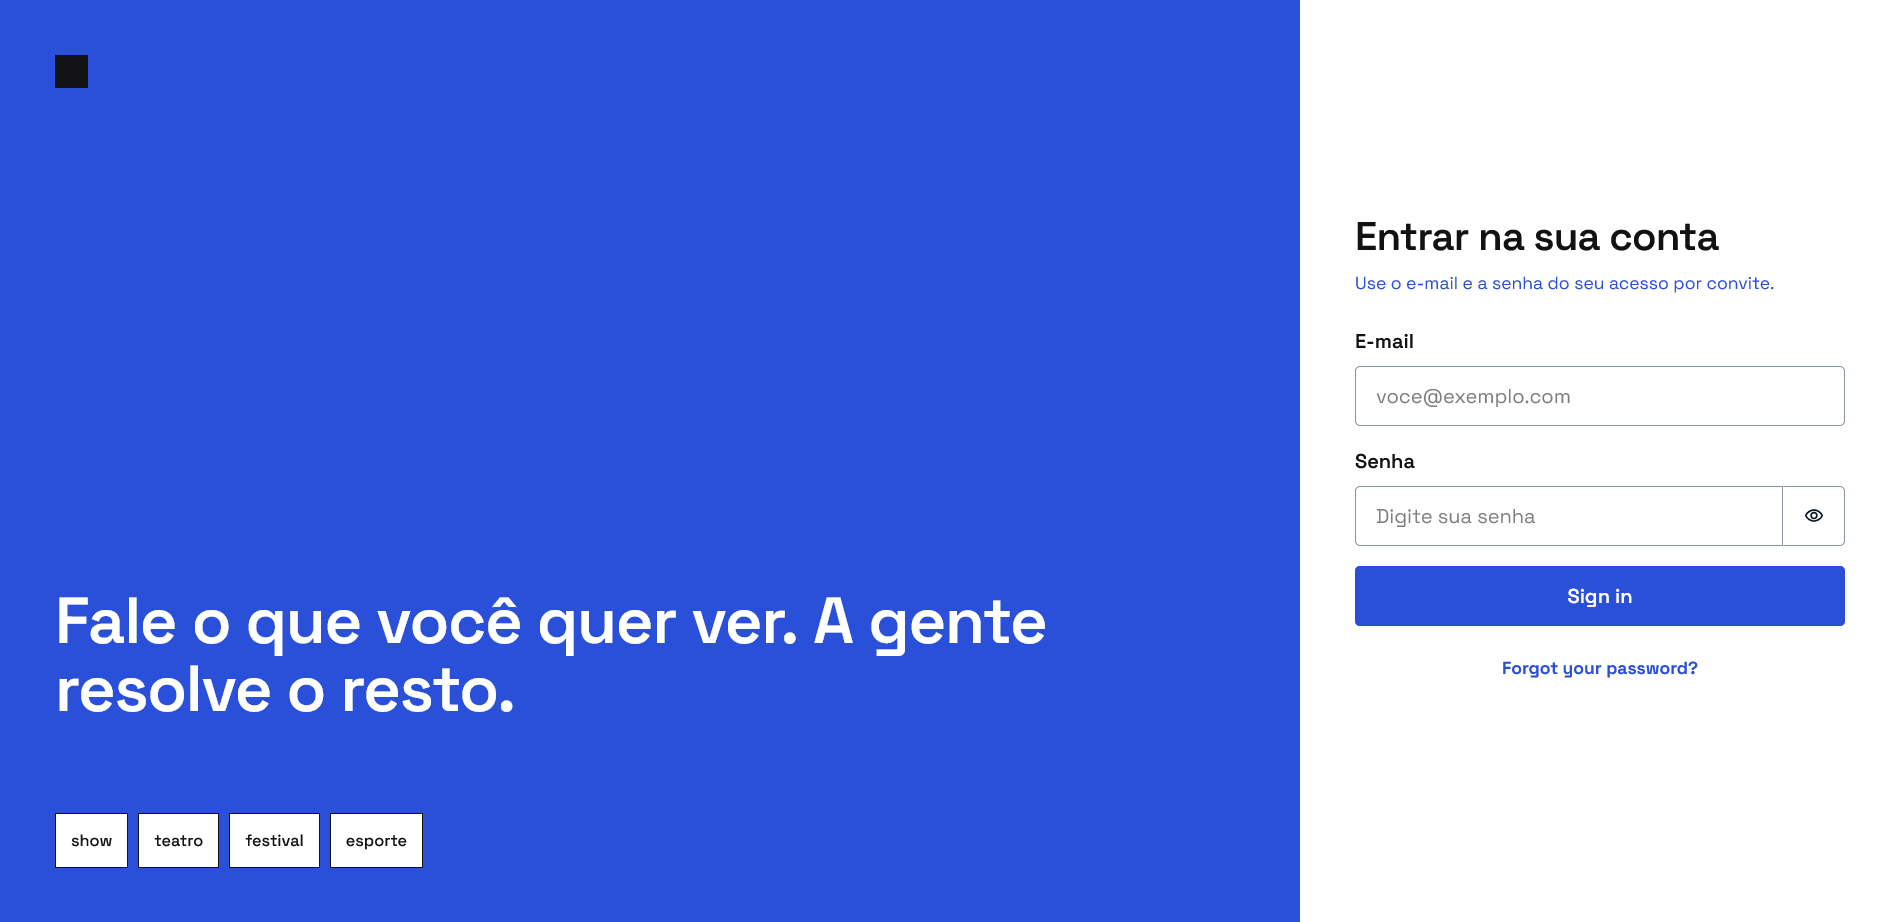 Fale o que você quer ver. A gente
resolve o resto.
show
teatro
festival
esporte
Entrar na sua conta
Use o e-mail e a senha do seu acesso por convite.
E-mail
voce@exemplo.com
Senha
Digite sua senha
Sign in
Forgot your password?